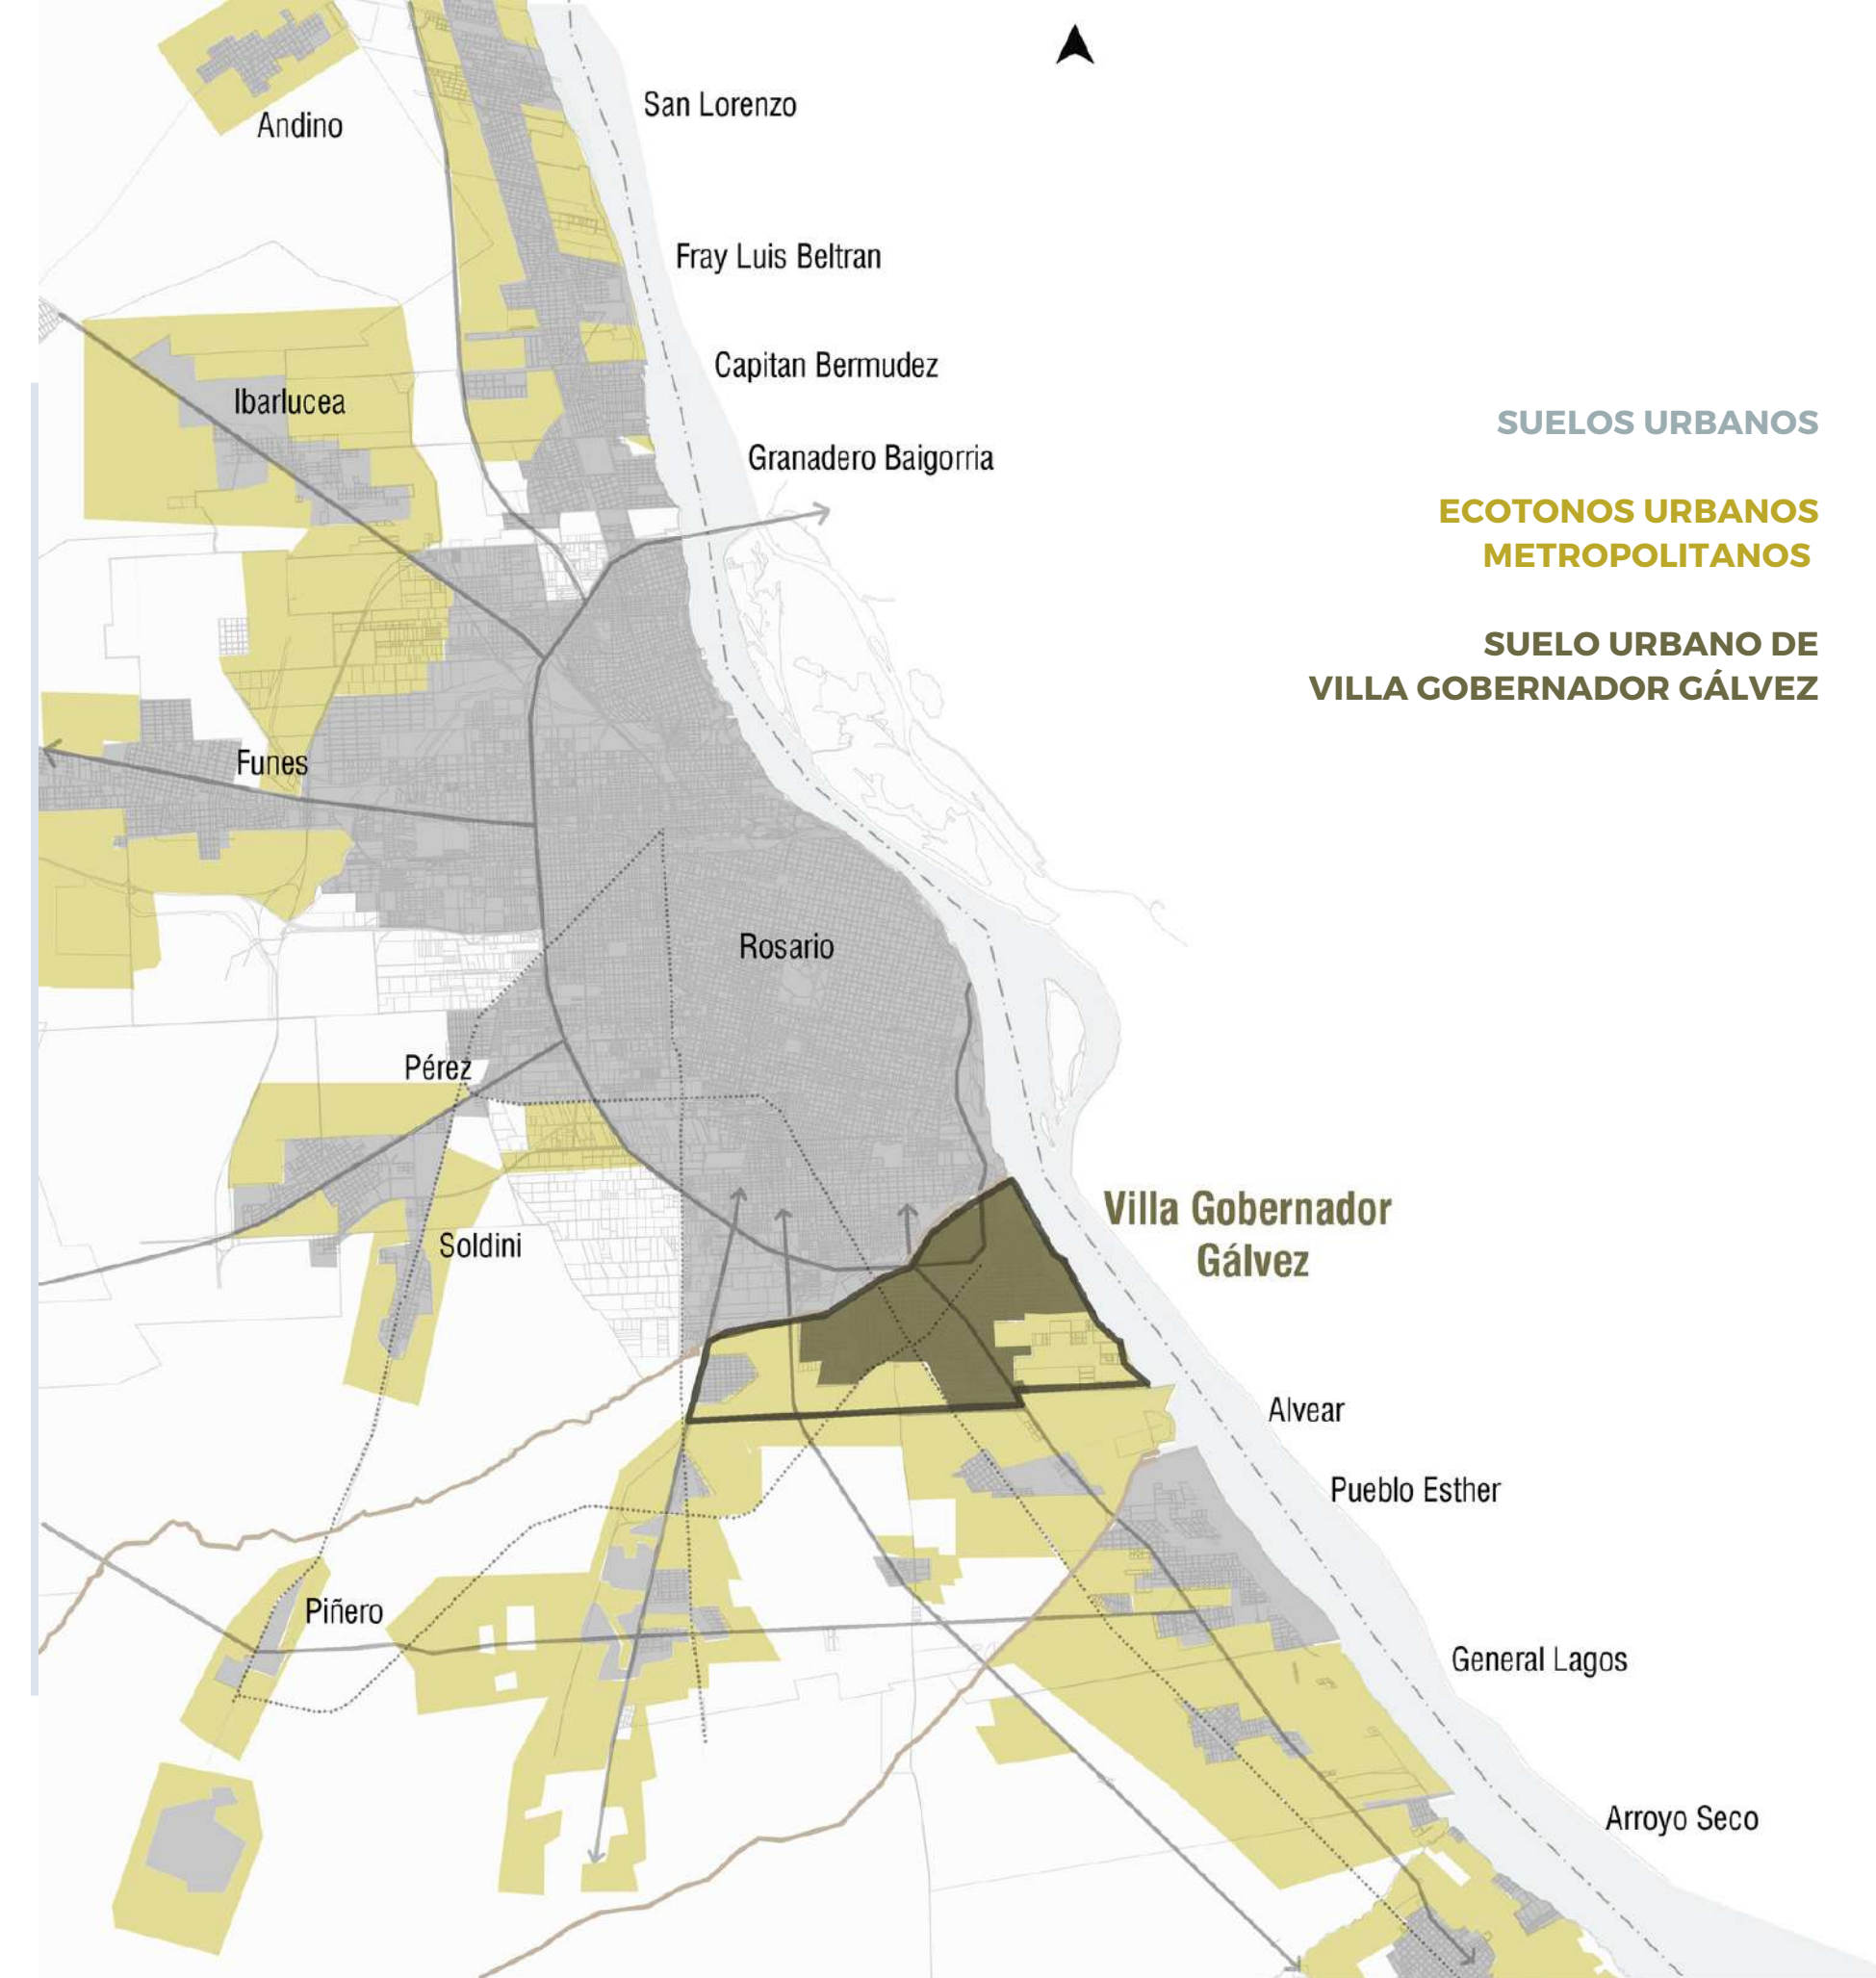 San Lorenzo
Andino
Fray Luis Beltran
Capitan Bermudez
Ibarlucea
Granadero Baigorria
SUELOS URBANOS
ECOTONOS URBANOS
METROPOLITANOS
SUELO URBANO DE
VILLA GOBERNADOR GÁLVEZ
Funes
Rosario
Pérez
Villa Gobernador
Gálvez
Soldini
Alvear
Pueblo Esther
Piñero
General Lagos
Arroyo Seco